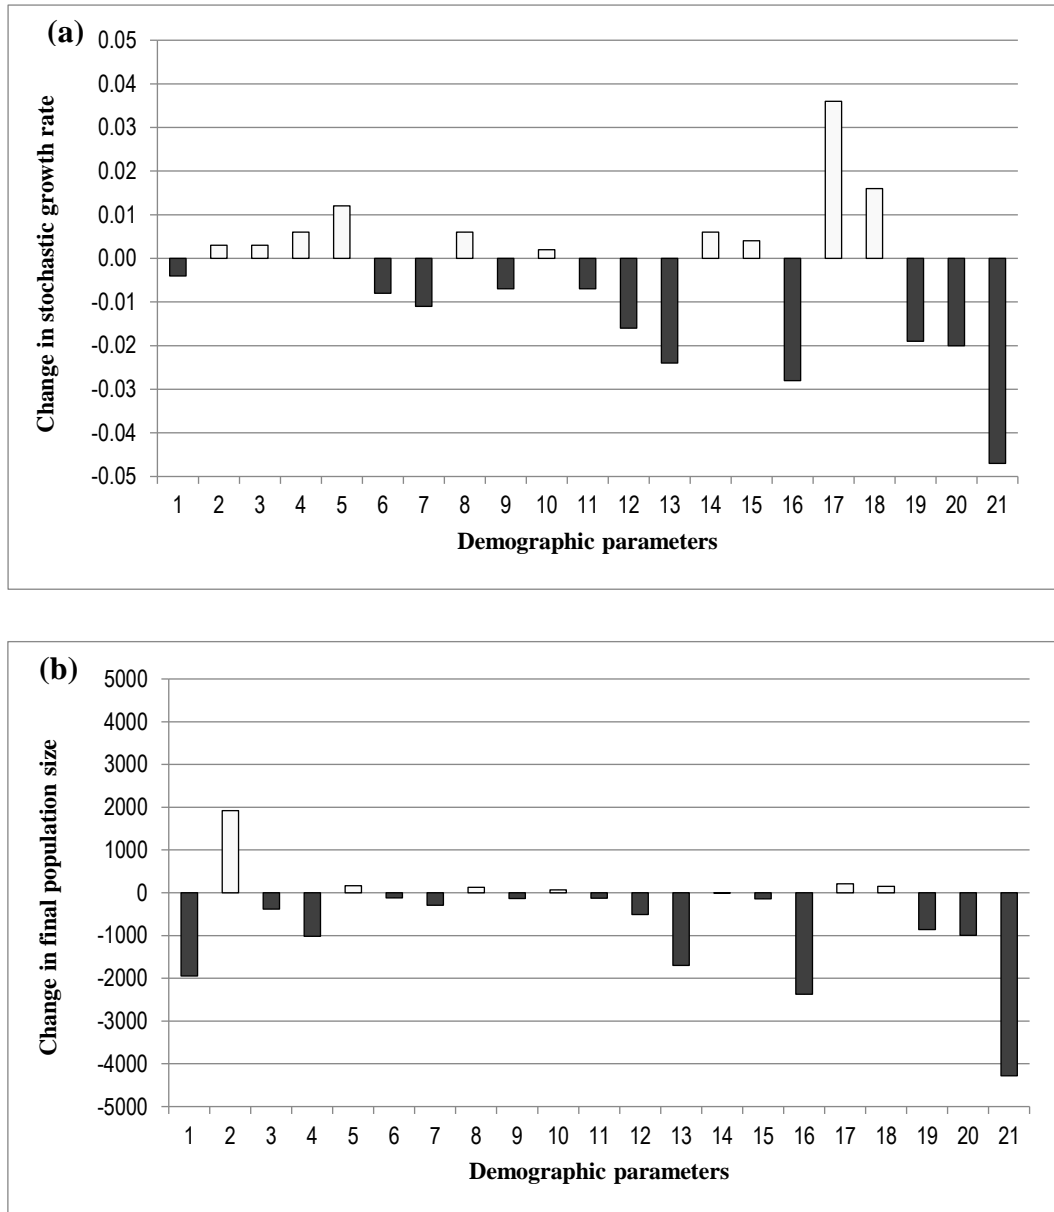 (a)
0.05
0.04
0.03
0.02
0.01
0.00
-0.01
-0.02
-0.03
-0.04
-0.05
Change in stochastic growth rate
1 2 3 4 5 6 7 8 9 10 11 12 13 14 15 16 17 18 19 20 21
Demographic parameters
(b)
5000
4000
3000
2000
1000
0
-1000
-2000
-3000
-4000
-5000
Change in final population size
1 2 3 4 5 6 7 8 9 10 11 12 13 14 15 16 17 18 19 20 21
Demographic parameters